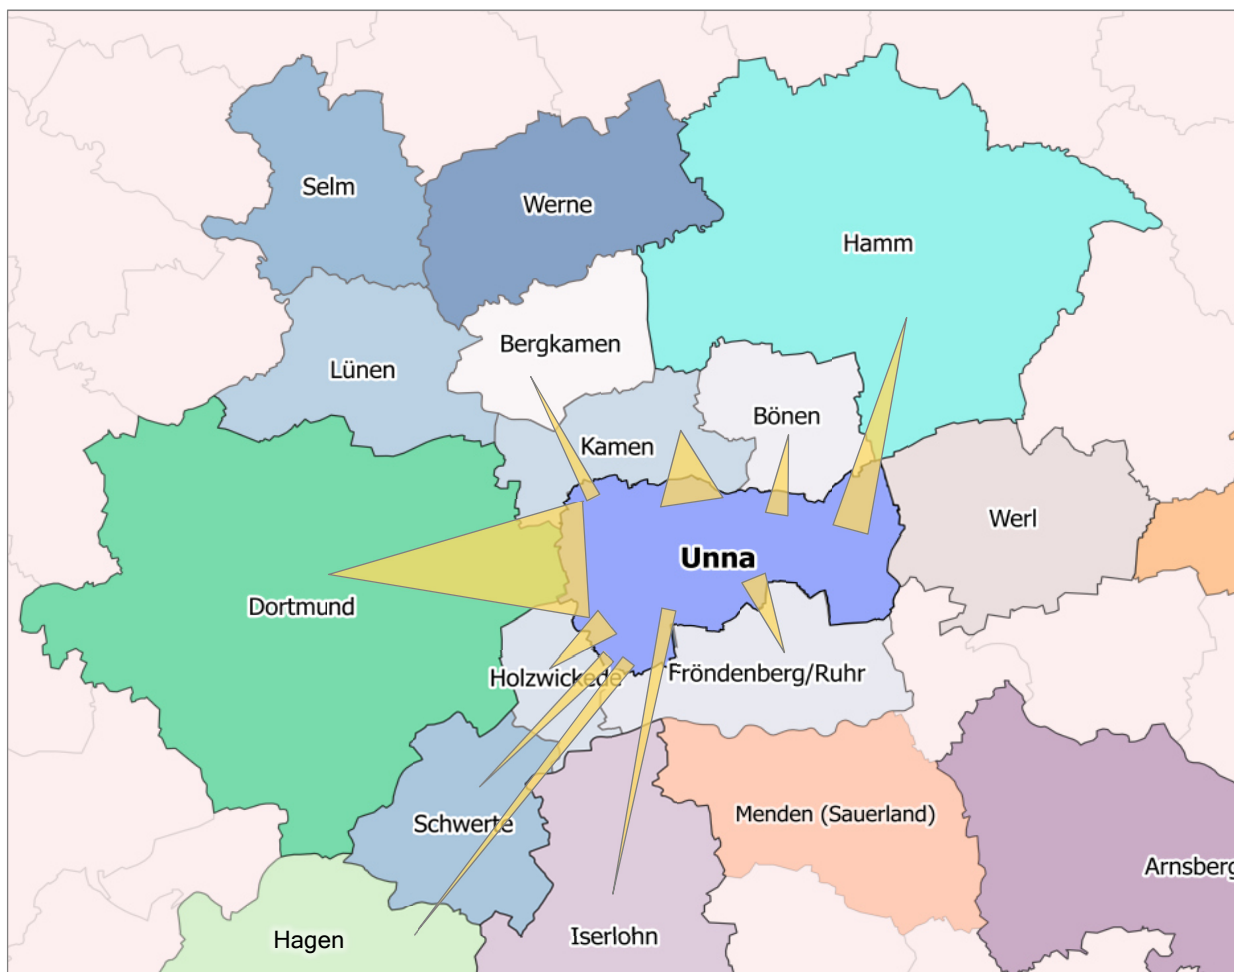 Selm
Werne
Hamm
Bergkamen
Lünen
Bönen
Kamen
Werl
Unna
Dortmund
Holzwickede
Fröndenberg/Ruhr
Menden (Sauerland)
Schwerte
Arnsberg
Hagen
Iserlohn